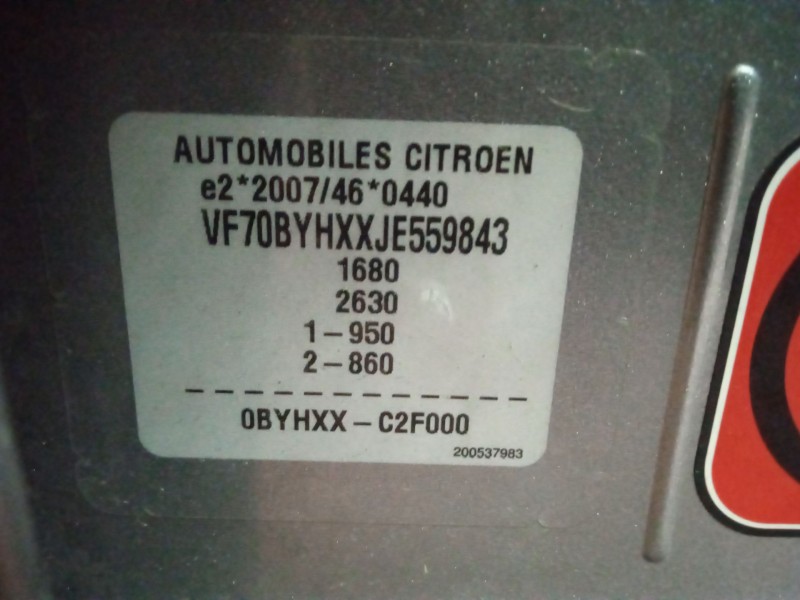 AUTOMOBILES CITROEN
e2*2007/46*0440
VF70BYHXXJE559843
1680
2630
1-950
2-860
------------
0BYHXX-C2F000
200537983